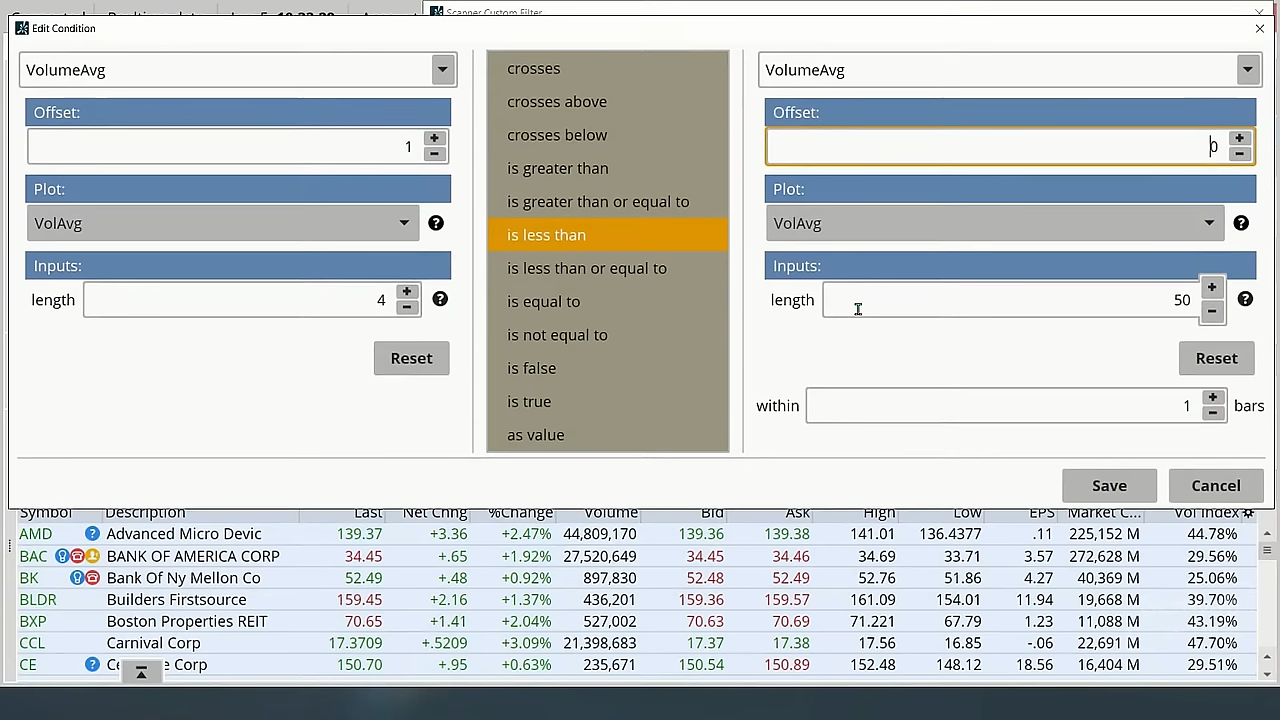 Scanner Custom Filter
Edit Condition
VolumeAvg
Offset:
1
Plot:
VolAvg
Inputs:
length 4
Reset
crosses
crosses above
crosses below
is greater than
is greater than or equal to
is less than
is less than or equal to
is equal to
is not equal to
is false
is true
as value
VolumeAvg
Offset:
0
Plot:
VolAvg
Inputs:
length 50
Reset
within 1 bars
Save Cancel
Symbol Description Last Net Chng %Change Volume Bid Ask High Low EPS Market C... Vol Index
AMD Advanced Micro Devic 139.37 +3.36 +2.47% 44,809,170 139.36 139.38 141.01 136.4377 .11 225,152 M 44.78%
BAC BANK OF AMERICA CORP 34.45 +.65 +1.92% 27,520,649 34.45 34.46 34.69 33.71 3.57 272,628 M 29.56%
BK Bank Of Ny Mellon Co 52.49 +.48 +0.92% 897,830 52.48 52.49 52.76 51.86 4.27 40,369 M 25.06%
BLDR Builders Firstsource 159.45 +2.16 +1.37% 436,201 159.36 159.57 161.09 154.01 11.94 19,668 M 39.70%
BXP Boston Properties REIT 70.65 +1.41 +2.04% 527,002 70.63 70.69 71.221 67.79 1.23 11,088 M 43.19%
CCL Carnival Corp 17.3709 +.5209 +3.09% 21,398,683 17.37 17.38 17.56 16.85 -.06 22,691 M 47.70%
CE Corp 150.70 +.95 +0.63% 235,671 150.54 150.89 152.48 148.12 18.56 16,404 M 29.51%